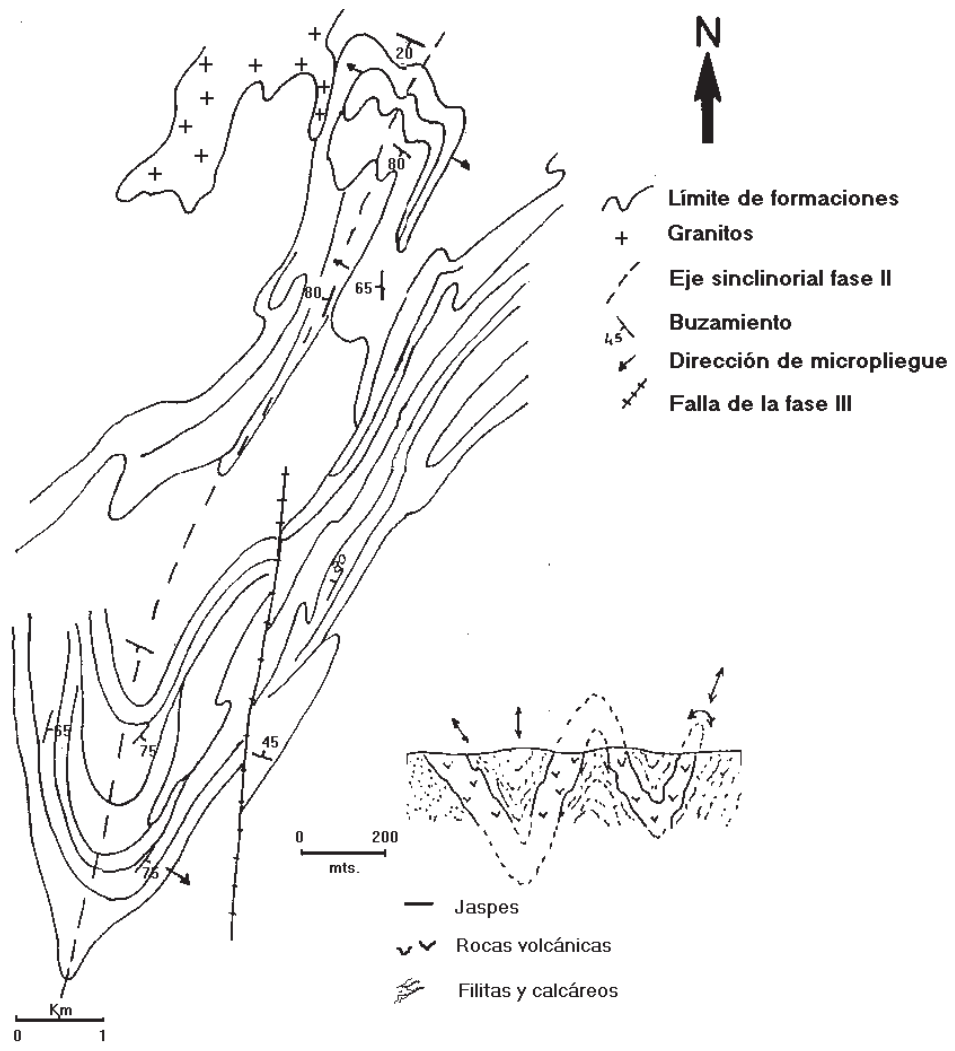 20
N
80
80
65
65
75
75
45
Límite de formaciones
+ Granitos
Eje sinclinorial fase II
Buzamiento
45
Dirección de micropliegue
Falla de la fase III
0 200
mts.
Jaspes
Rocas volcánicas
Filitas y calcáreos
Km
0 1